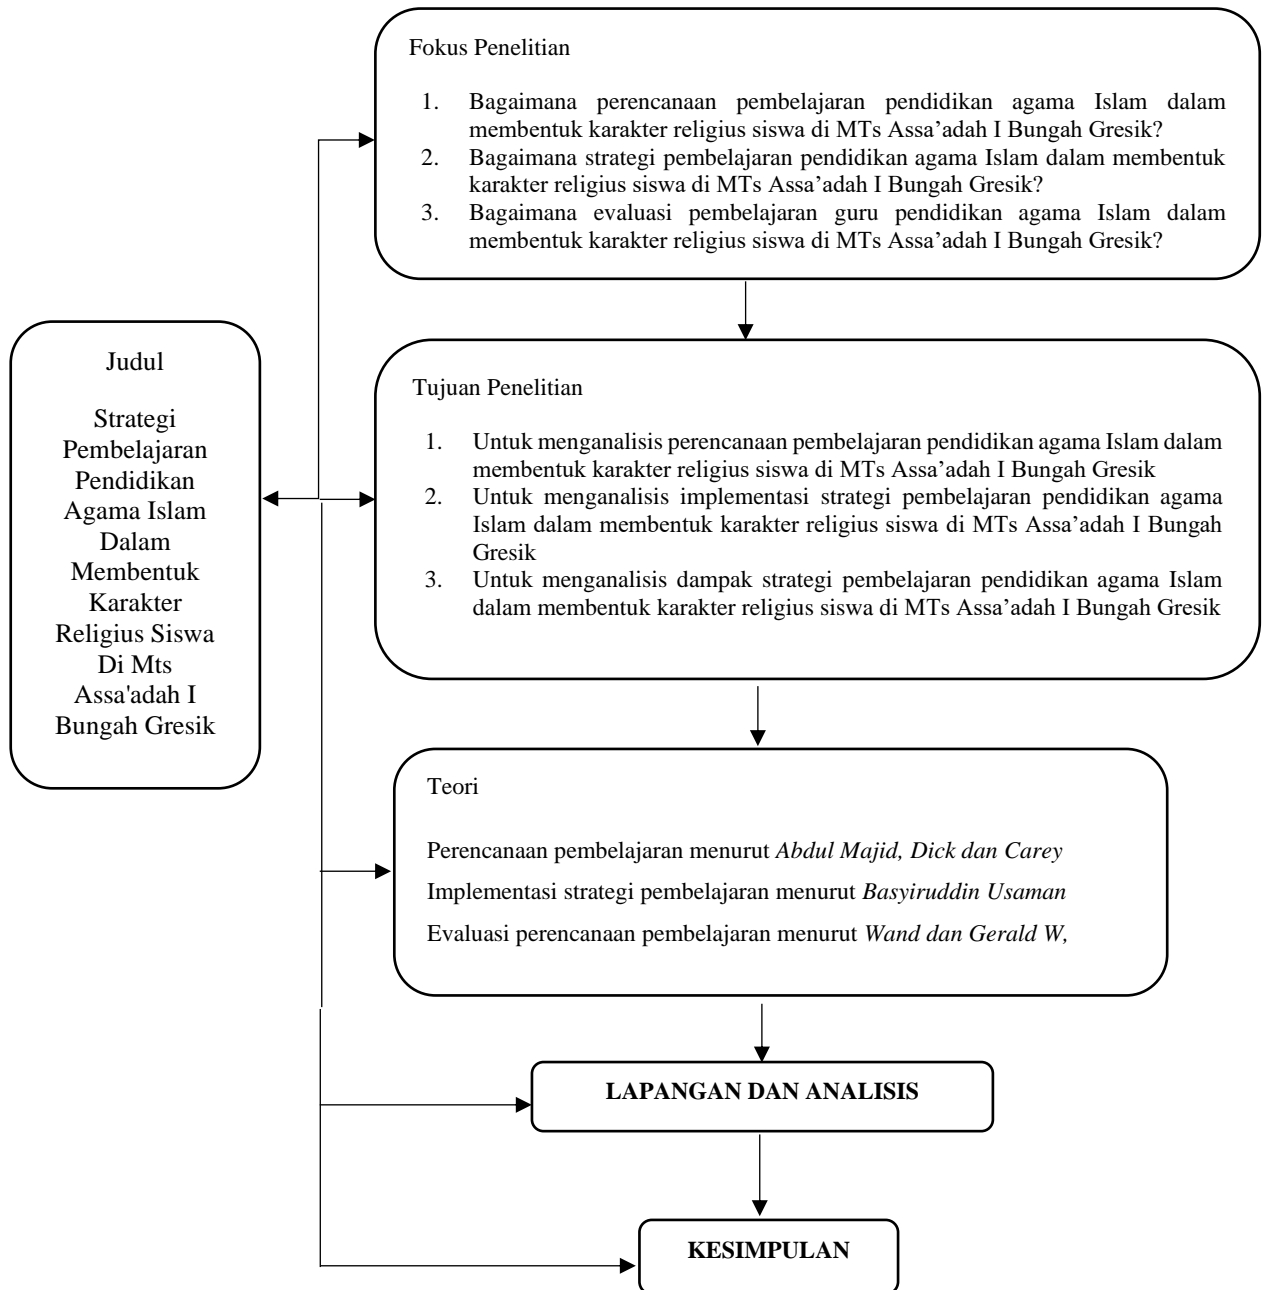 Fokus Penelitian
1. Bagaimana perencanaan pembelajaran pendidikan agama Islam dalam
membentuk karakter religius siswa di MTs Assa’adah I Bungah Gresik?
2. Bagaimana strategi pembelajaran pendidikan agama Islam dalam membentuk
karakter religius siswa di MTs Assa’adah I Bungah Gresik?
3. Bagaimana evaluasi pembelajaran guru pendidikan agama Islam dalam
membentuk karakter religius siswa di MTs Assa’adah I Bungah Gresik?
Judul
Strategi
Pembelajaran
Pendidikan
Agama Islam
Dalam
Membentuk
Karakter
Religius Siswa
Di Mts
Assa'adah I
Bungah Gresik
Tujuan Penelitian
1. Untuk menganalisis perencanaan pembelajaran pendidikan agama Islam dalam
membentuk karakter religius siswa di MTs Assa’adah I Bungah Gresik
2. Untuk menganalisis implementasi strategi pembelajaran pendidikan agama
Islam dalam membentuk karakter religius siswa di MTs Assa’adah I Bungah
Gresik
3. Untuk menganalisis dampak strategi pembelajaran pendidikan agama Islam
dalam membentuk karakter religius siswa di MTs Assa’adah I Bungah Gresik
Teori
Perencanaan pembelajaran menurut Abdul Majid, Dick dan Carey
Implementasi strategi pembelajaran menurut Basyiruddin Usaman
Evaluasi perencanaan pembelajaran menurut Wand dan Gerald W,
LAPANGAN DAN ANALISIS
KESIMPULAN